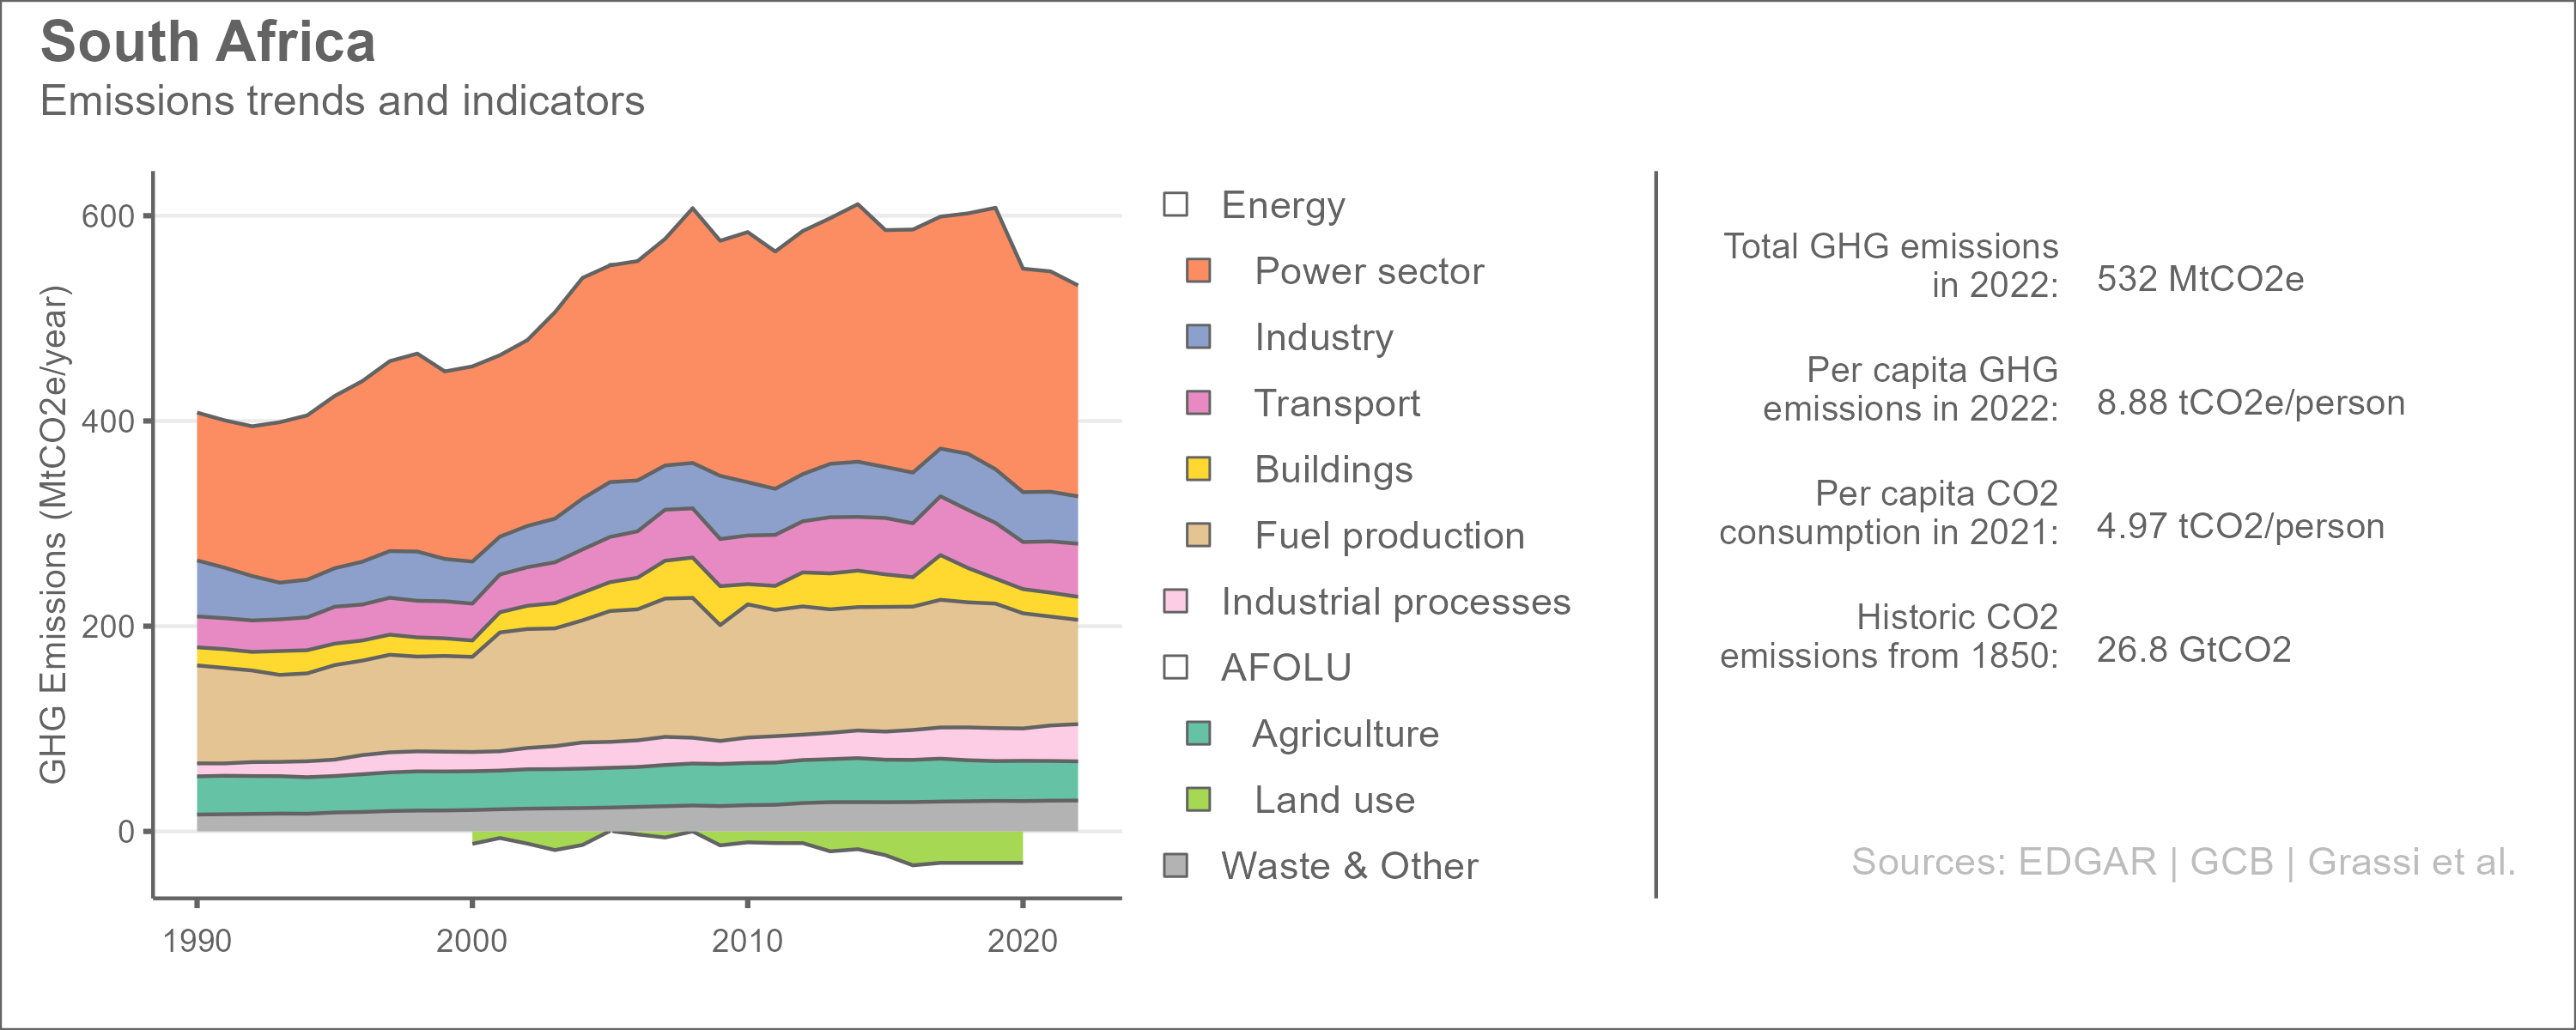 South Africa
Emissions trends and indicators
GHG Emissions (MtCO2e/year)
600
400
200
0
1990
2000
2010
2020
Energy
Power sector
Industry
Transport
Buildings
Fuel production
Industrial processes
AFOLU
Agriculture
Land use
Waste & Other
Total GHG emissions
in 2022: 532 MtCO2e
Per capita GHG
emissions in 2022: 8.88 tCO2e/person
Per capita CO2
consumption in 2021: 4.97 tCO2/person
Historic CO2
emissions from 1850: 26.8 GtCO2
Sources: EDGAR | GCB | Grassi et al.